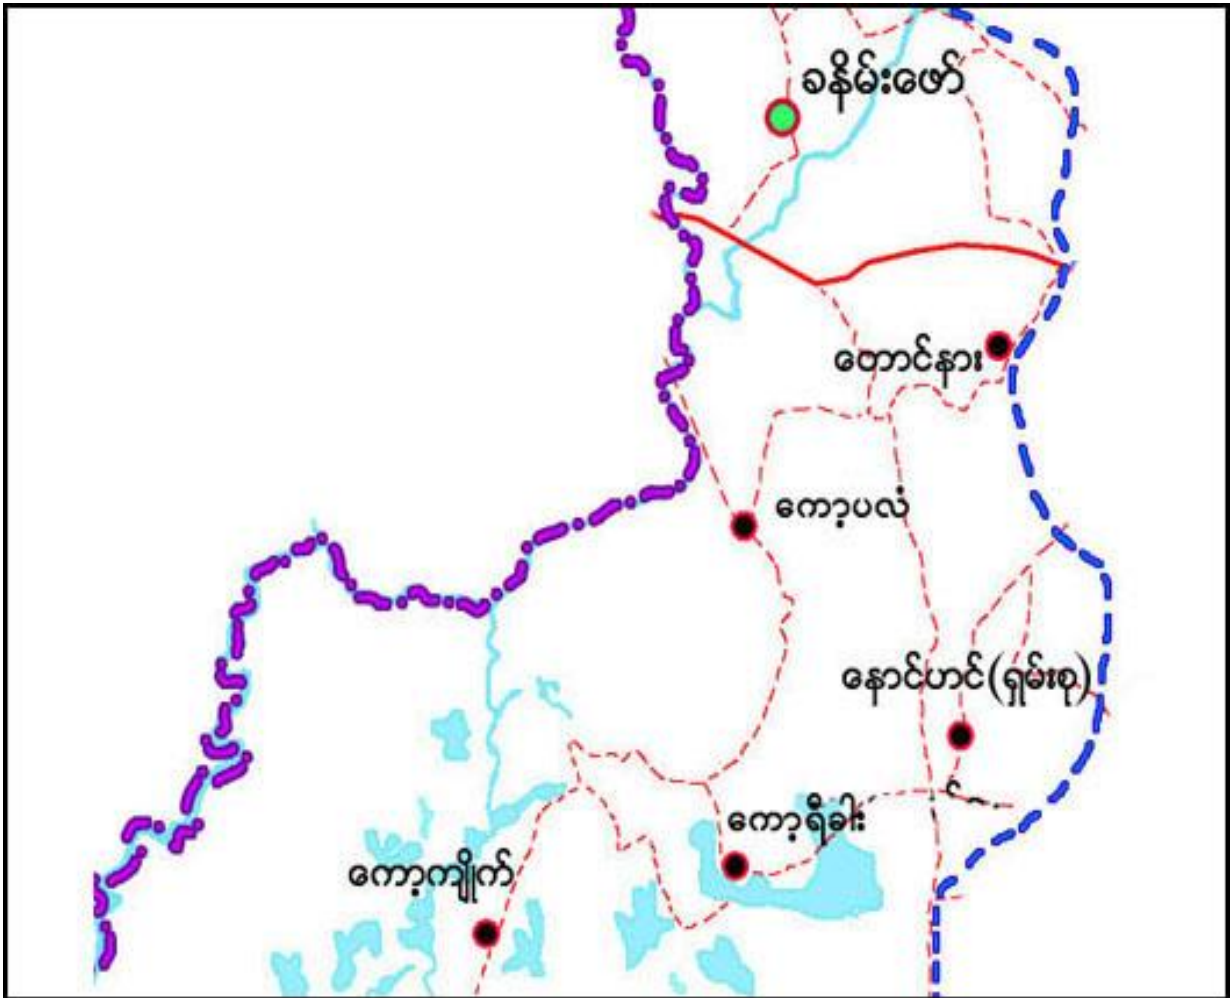 ခနိမ်းဖော်
တောင်နား
ကော့ပလံ
နောင်ဟင်(ရှမ်းစု)
ကော့ရီခါး
ကော့ကျိုက်